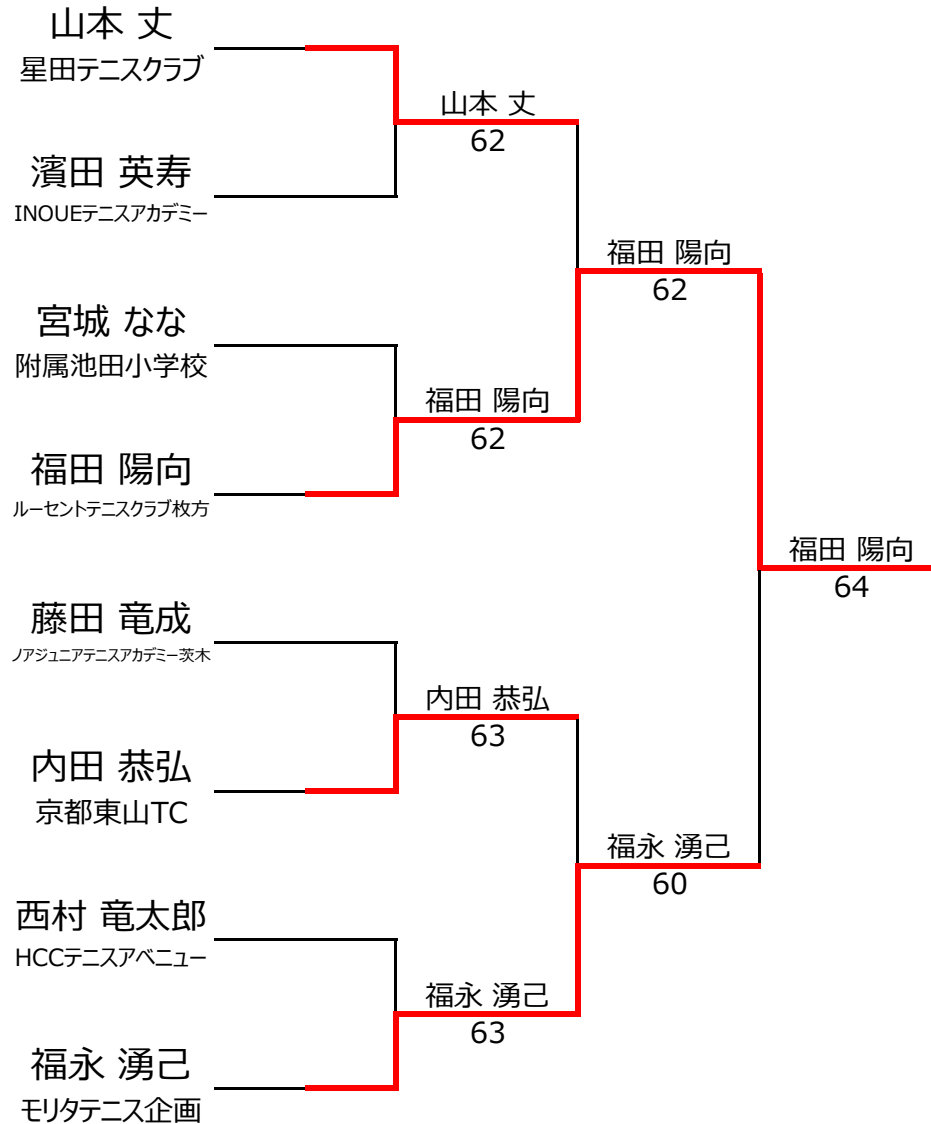 山本 丈
星田テニスクラブ
山本 丈
62
濱田 英寿
INOUEテニスアカデミー
福田 陽向
62
宮城 なな
附属池田小学校
福田 陽向
62
福田 陽向
ルーセントテニスクラブ枚方
福田 陽向
64
藤田 竜成
ノアジュニアテニスアカデミー茨木
内田 恭弘
63
内田 恭弘
京都東山TC
福永 湧己
60
西村 竜太郎
HCCテニスアベニュー
福永 湧己
63
福永 湧己
モリタテニス企画